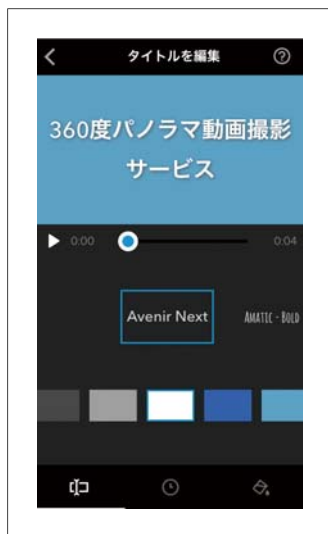 タイトルを編集
360度パノラマ動画撮影
サービス
0:00
0:04
Avenir Next
AMATIC - BOLD